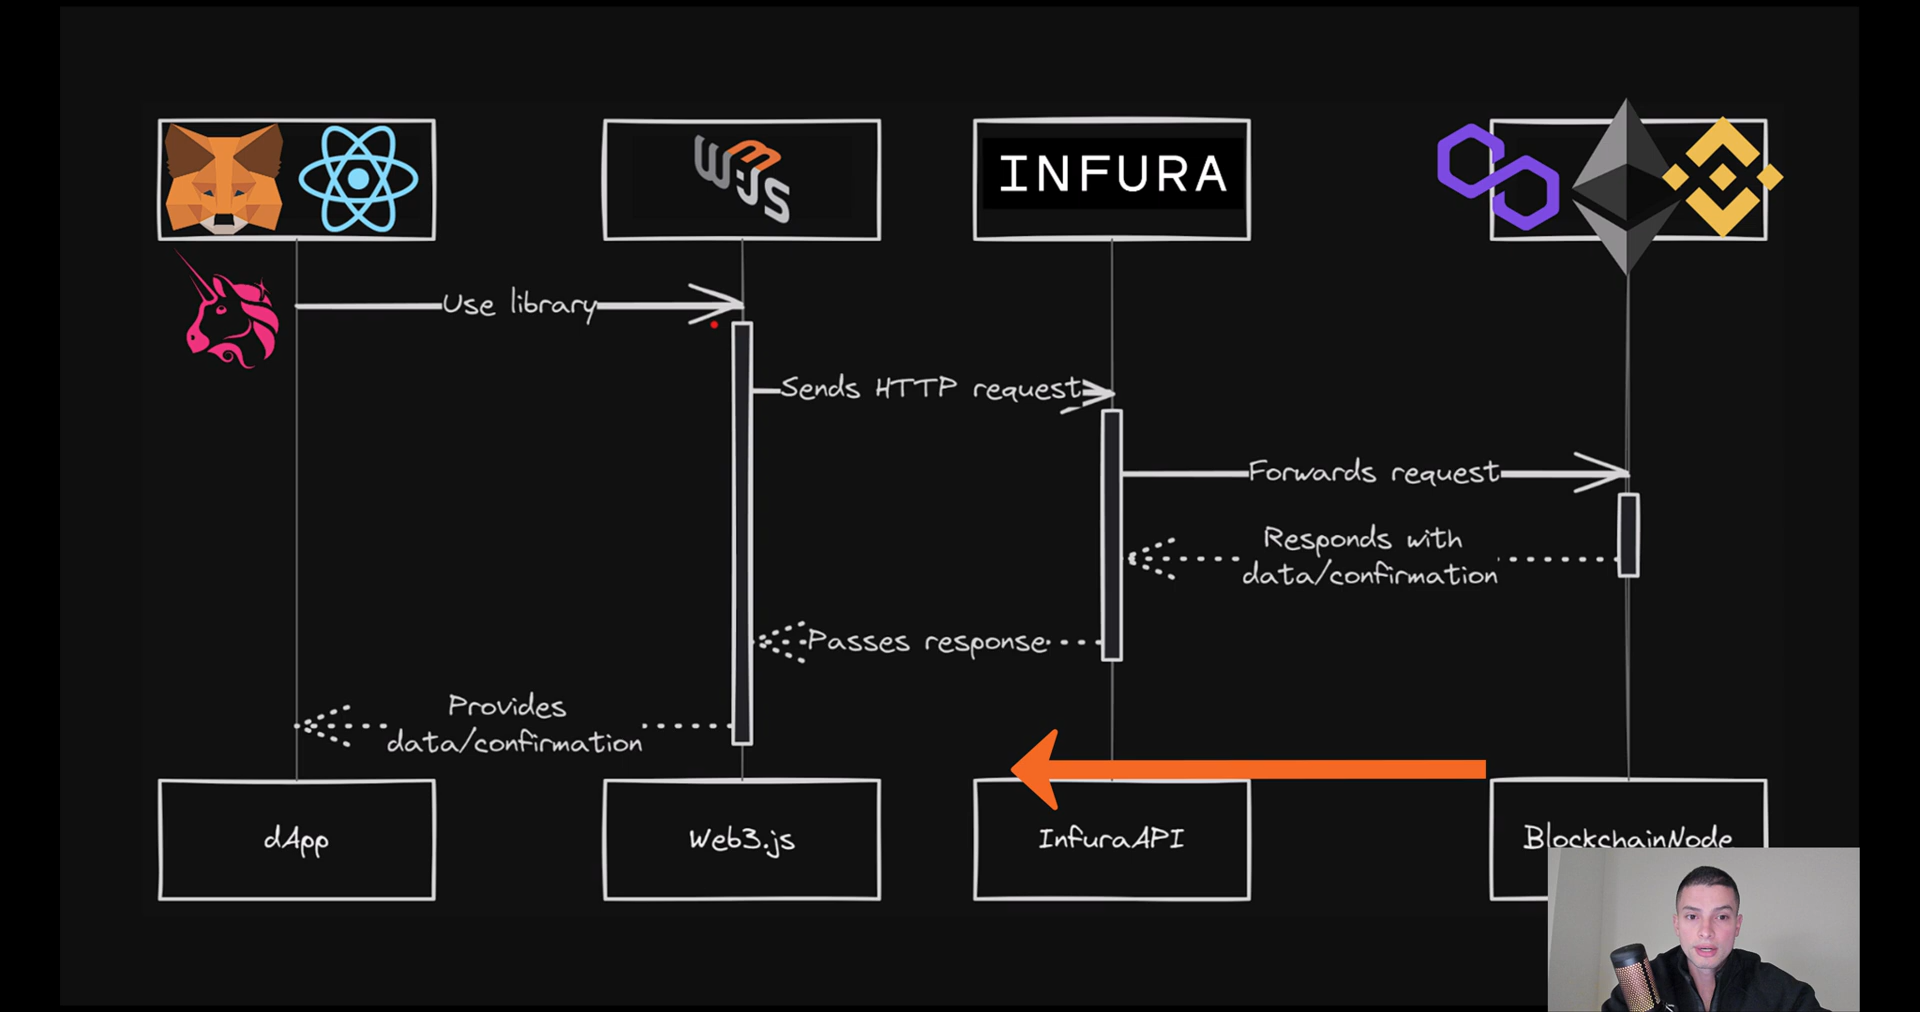 W3JS
INFURA
Use library
Sends HTTP request
Forwards request
Responds with
data/confirmation
Passes response
Provides
data/confirmation
dApp
Web3.js
InfuraAPI
BlockchainNode